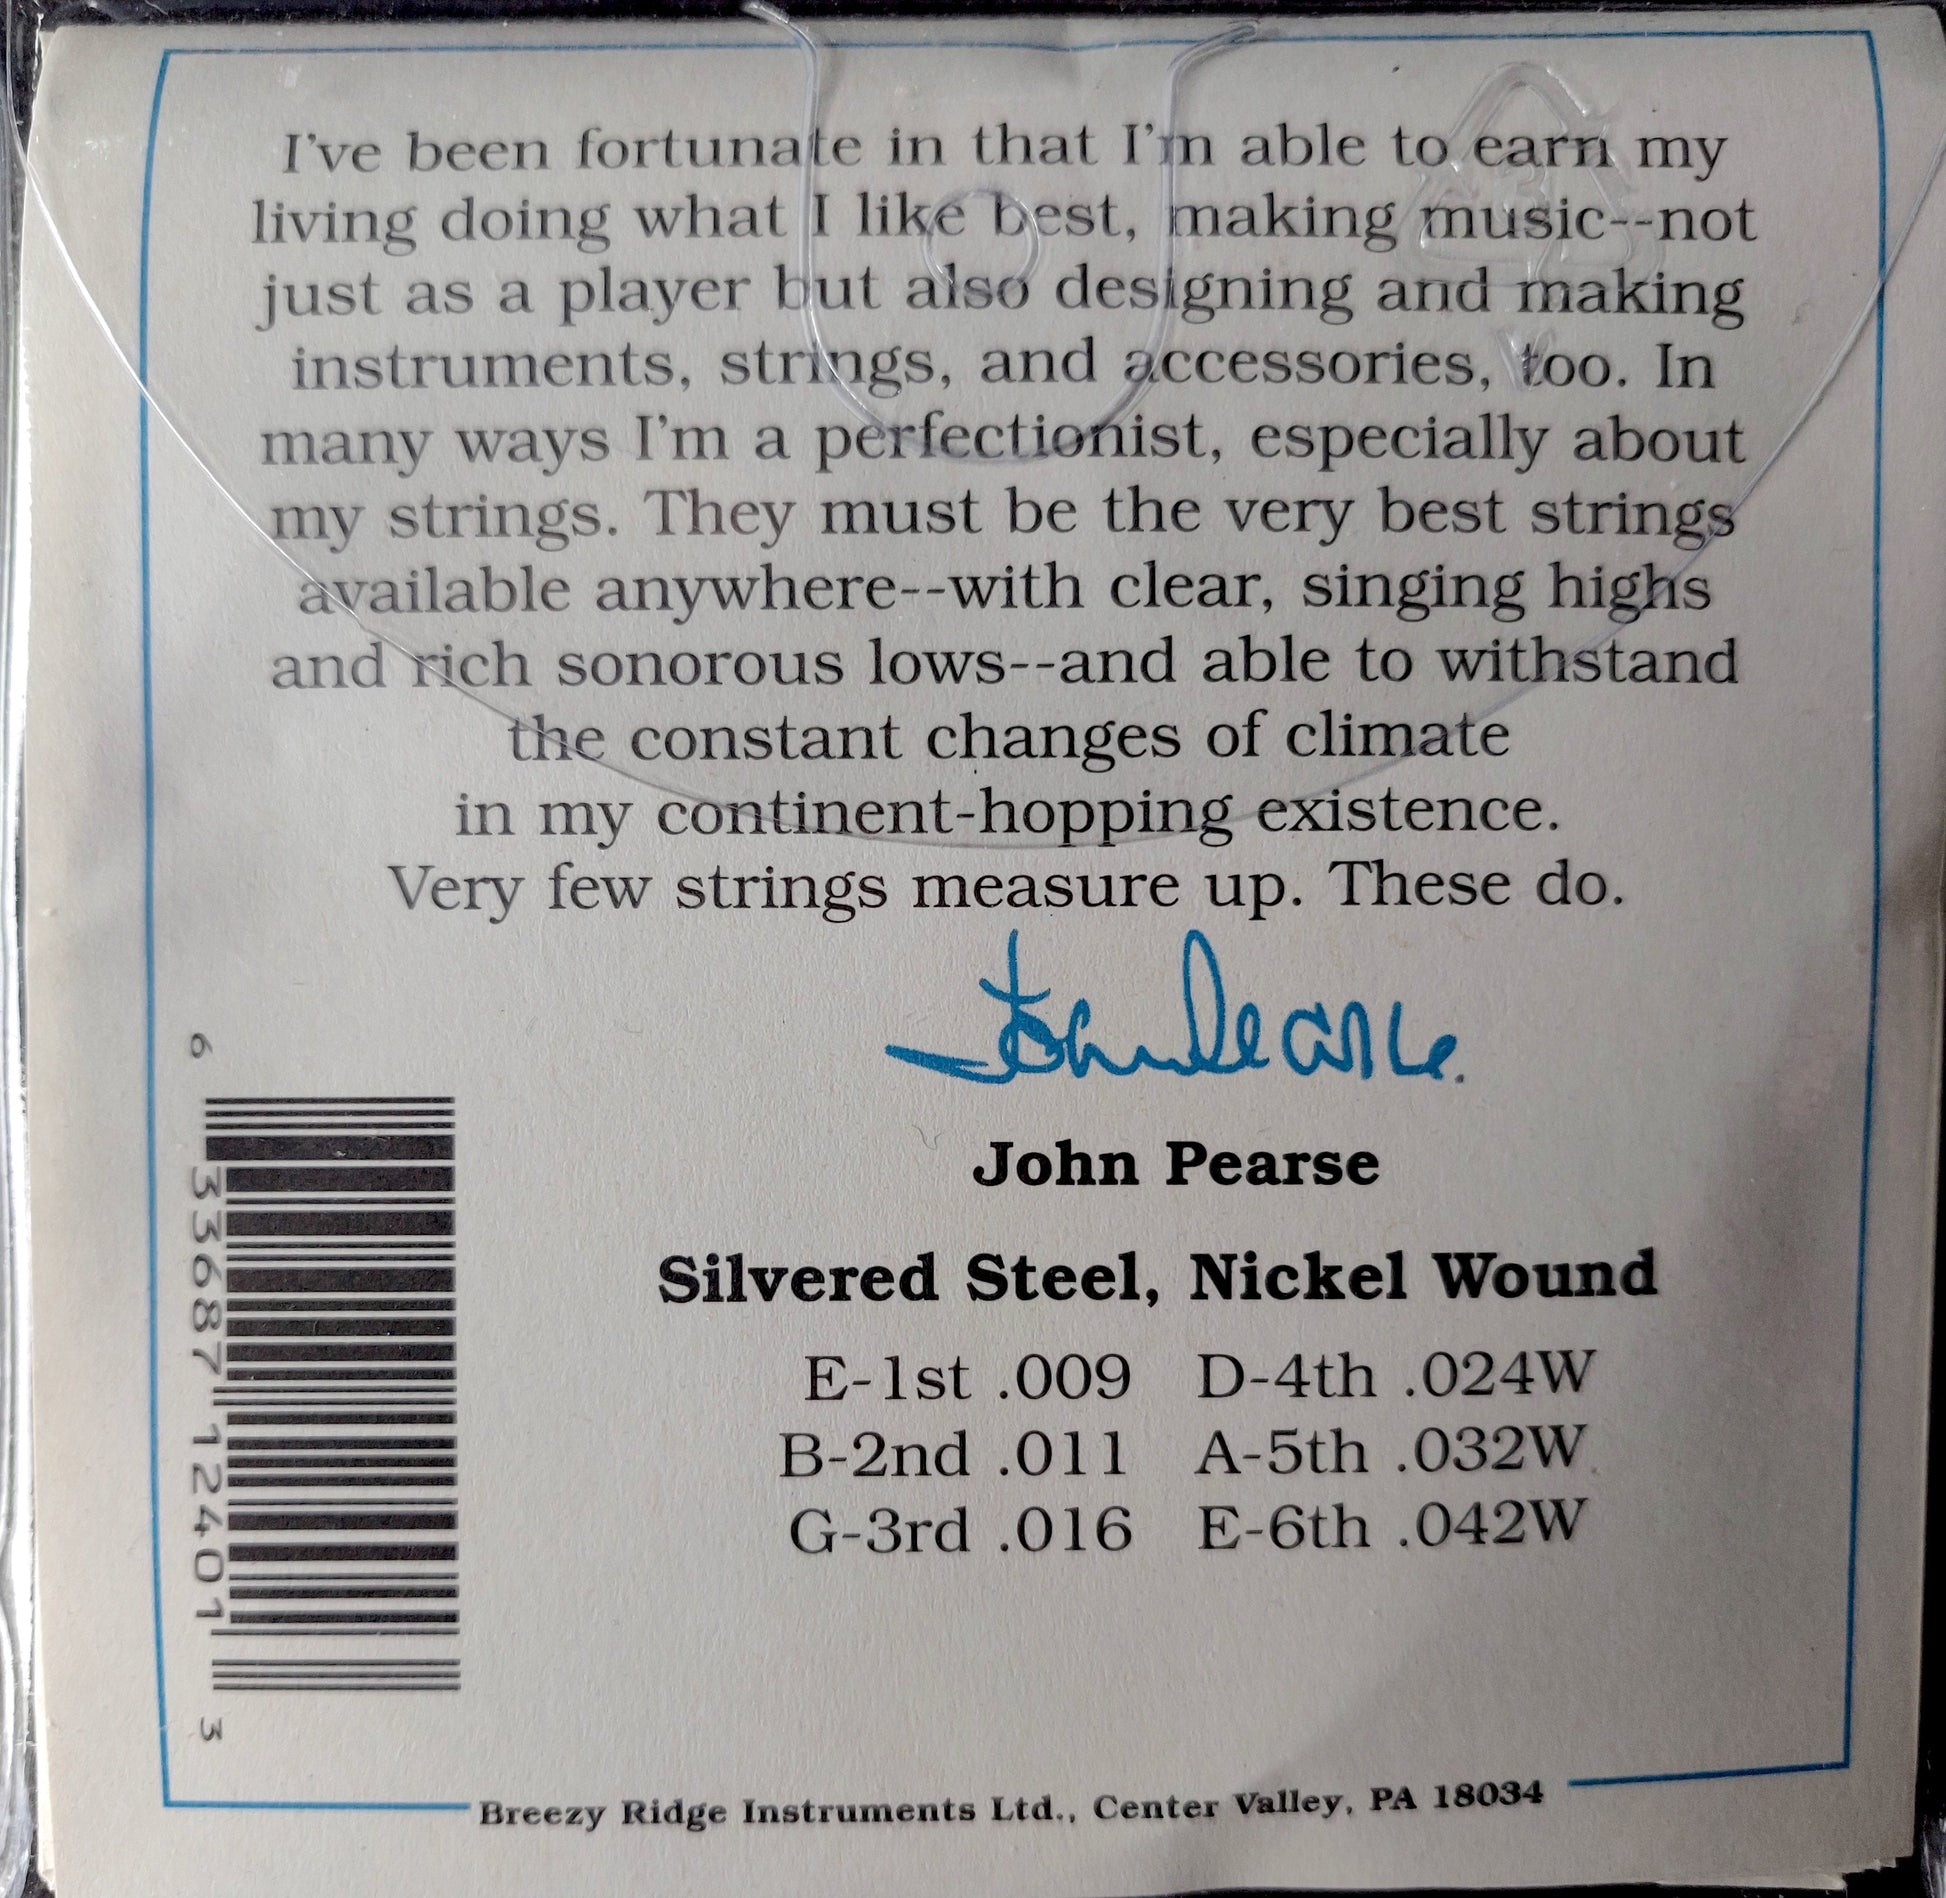 I've been fortunate in that I'm able to earn my
living doing what I like best, making music--not
just as a player but also designing and making
instruments, strings, and accessories, too. In
many ways I'm a perfectionist, especially about
my strings. They must be the very best strings
available anywhere--with clear, singing highs
and rich sonorous lows--and able to withstand
the constant changes of climate
in my continent-hopping existence.
Very few strings measure up. These do.
John Pearse.
John Pearse
Silvered Steel, Nickel Wound
E-1st .009 D-4th .024W
B-2nd .011 A-5th .032W
G-3rd .016 E-6th .042W
6 33687 12401 3
Breezy Ridge Instruments Ltd., Center Valley, PA 18034